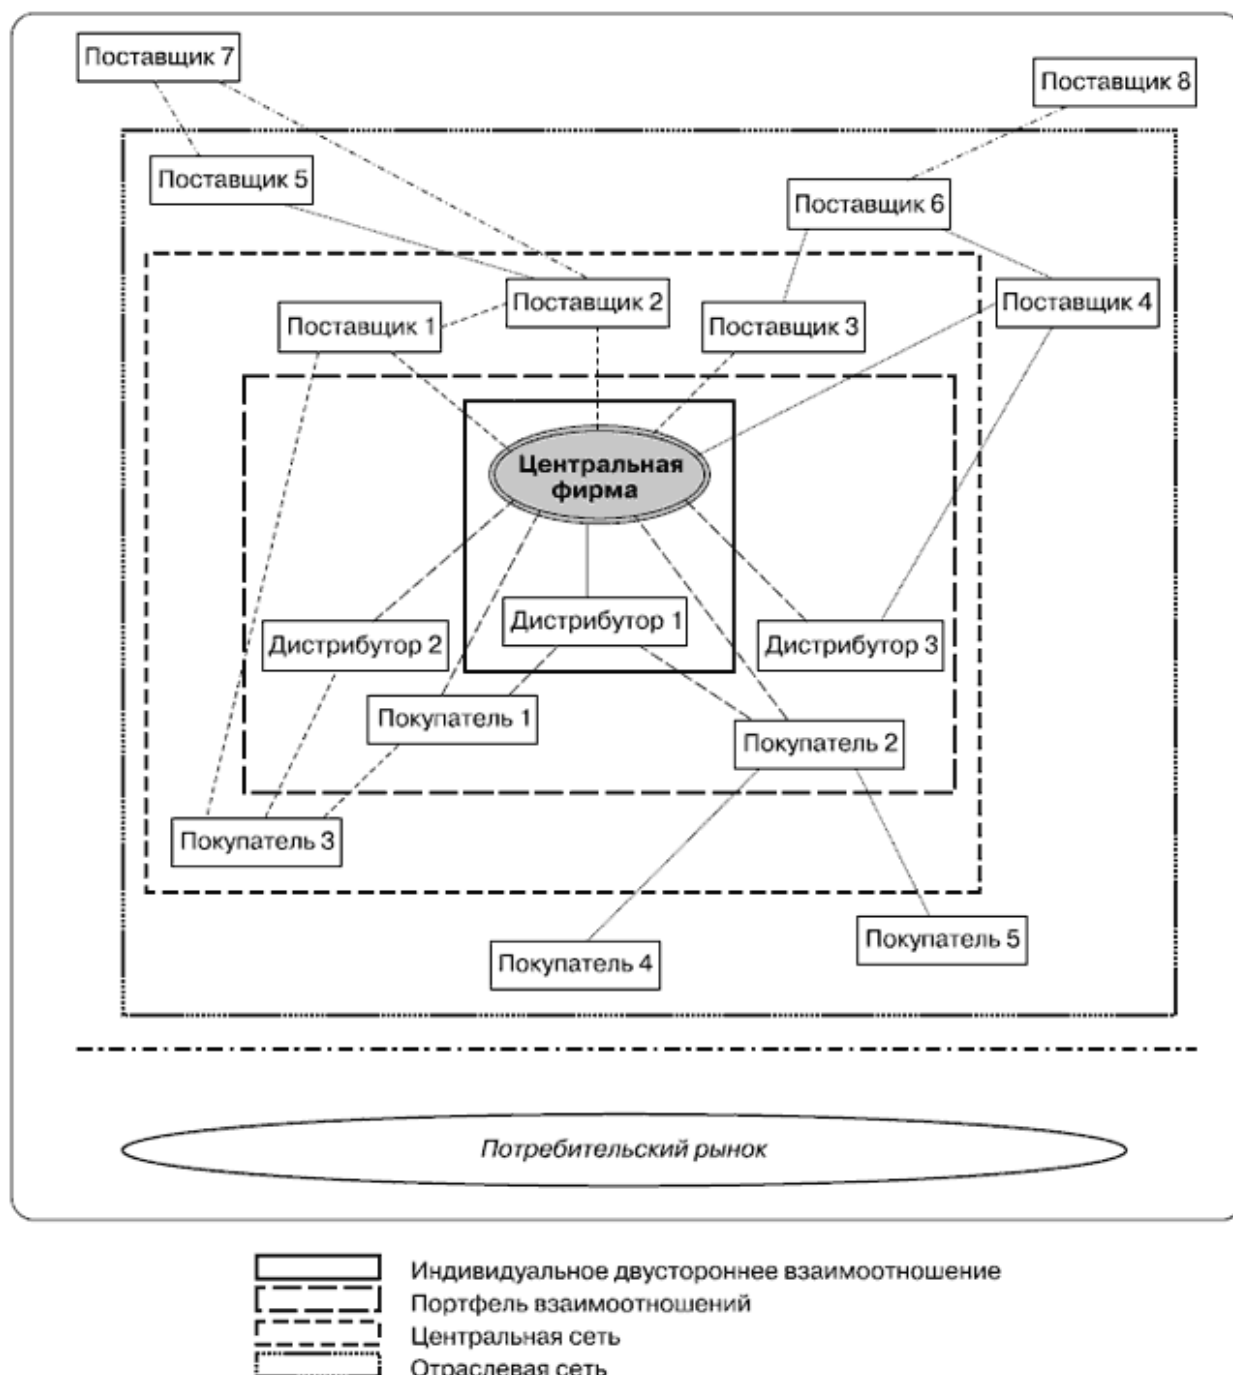 Поставщик 7
Поставщик 8
Поставщик 5
Поставщик 6
Поставщик 2
Поставщик 4
Поставщик 1
Поставщик 3
Центральная
фирма
Дистрибутор 1
Дистрибутор 2
Дистрибутор 3
Покупатель 1
Покупатель 2
Покупатель 3
Покупатель 5
Покупатель 4
Потребительский рынок
Индивидуальное двустороннее взаимоотношение
Портфель взаимоотношений
Центральная сеть
Отраслевая сеть